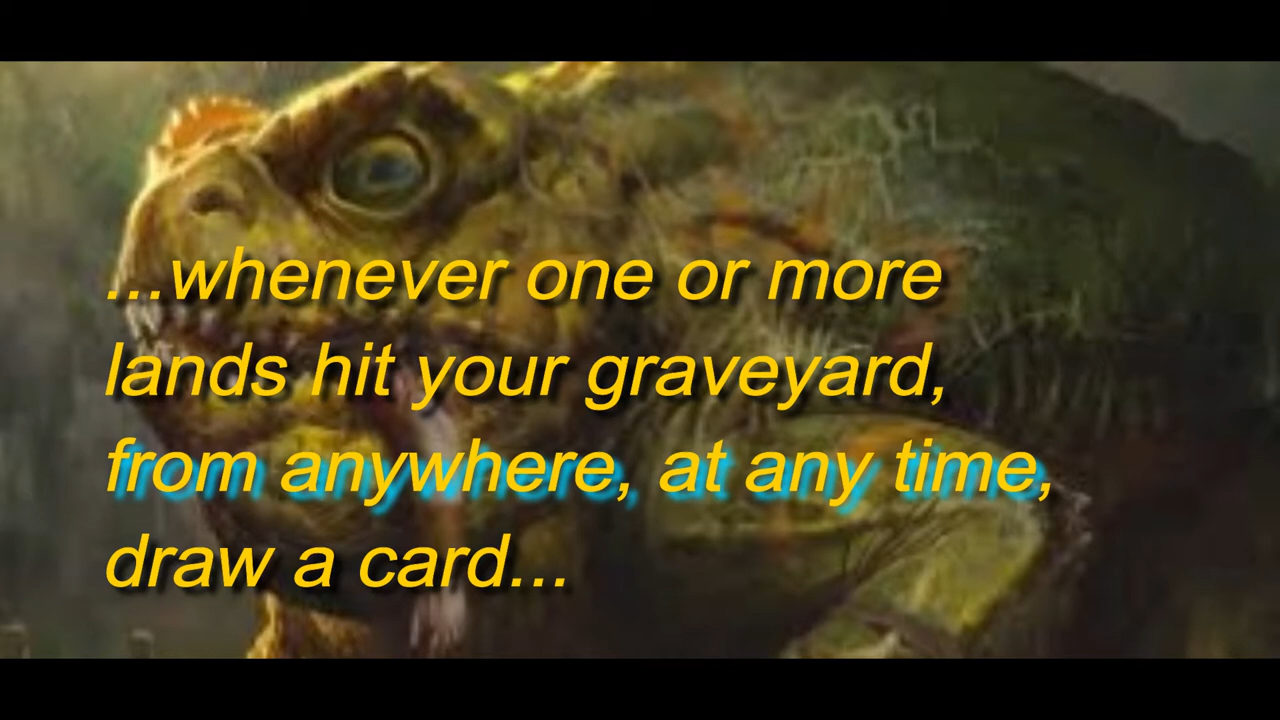 ...whenever one or more
lands hit your graveyard,
from anywhere, at any time,
draw a card...